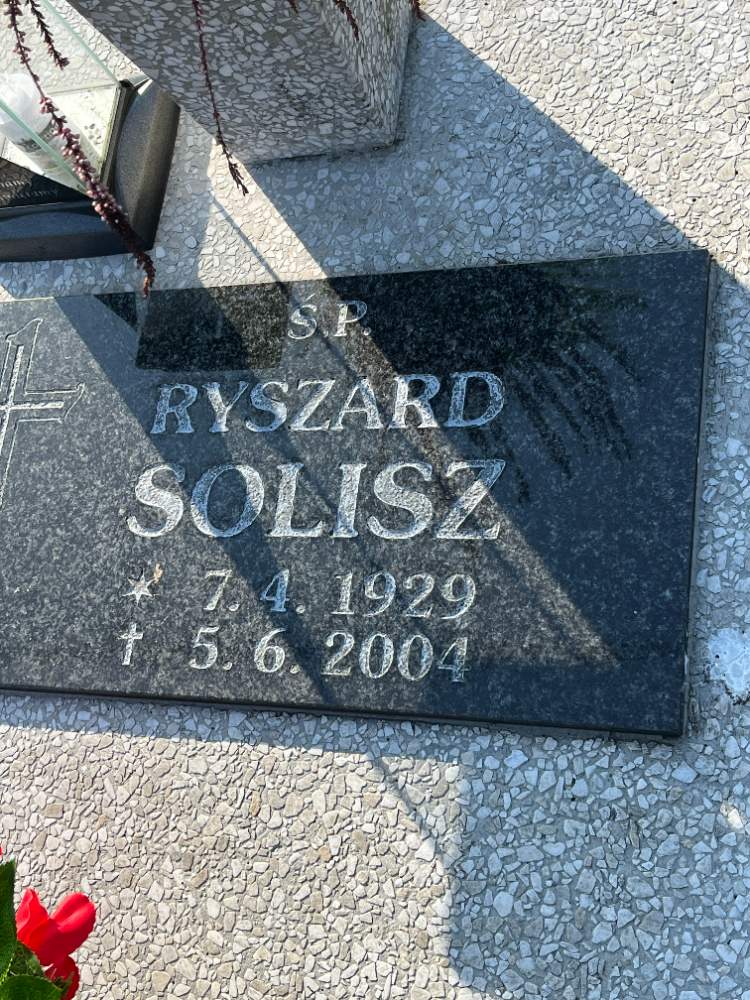 Ś.P.
RYSZARD
SOLISZ
* 7. 4. 1929
† 5. 6. 2004